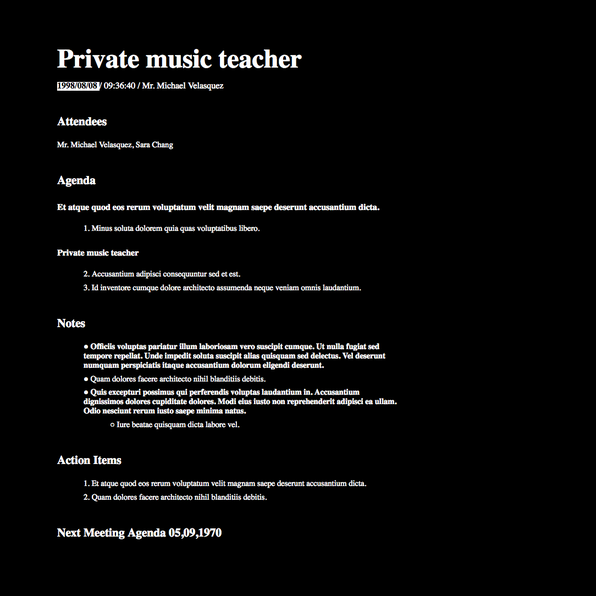 Private music teacher
1998/08/08/ 09:36:40 / Mr. Michael Velasquez
Attendees
Mr. Michael Velasquez, Sara Chang
Agenda
Et atque quod eos rerum voluptatum velit magnam saepe deserunt accusantium dicta.
1. Minus soluta dolorem quia quas voluptatibus libero.
Private music teacher
2. Accusantium adipisci consequuntur sed et est.
3. Id inventore cumque dolore architecto assumenda neque veniam omnis laudantium.
Notes
● Officiis voluptas pariatur illum laboriosam vero suscipit cumque. Ut nulla fugiat sed
tempore repellat. Unde impedit soluta suscipit alias quisquam sed delectus. Vel deserunt
numquam perspiciatis itaque accusantium dolorum eligendi deserunt.
● Quam dolores facere architecto nihil blanditiis debitis.
● Quis excepturi possimus qui perferendis voluptas laudantium in. Accusantium
dignissimos dolores cupiditate dolores. Modi eius iusto non reprehenderit adipisci ea ullam.
Odio nesciunt rerum iusto saepe minima natus.
○ Iure beatae quisquam dicta labore vel.
Action Items
1. Et atque quod eos rerum voluptatum velit magnam saepe deserunt accusantium dicta.
2. Quam dolores facere architecto nihil blanditiis debitis.
Next Meeting Agenda 05,09,1970